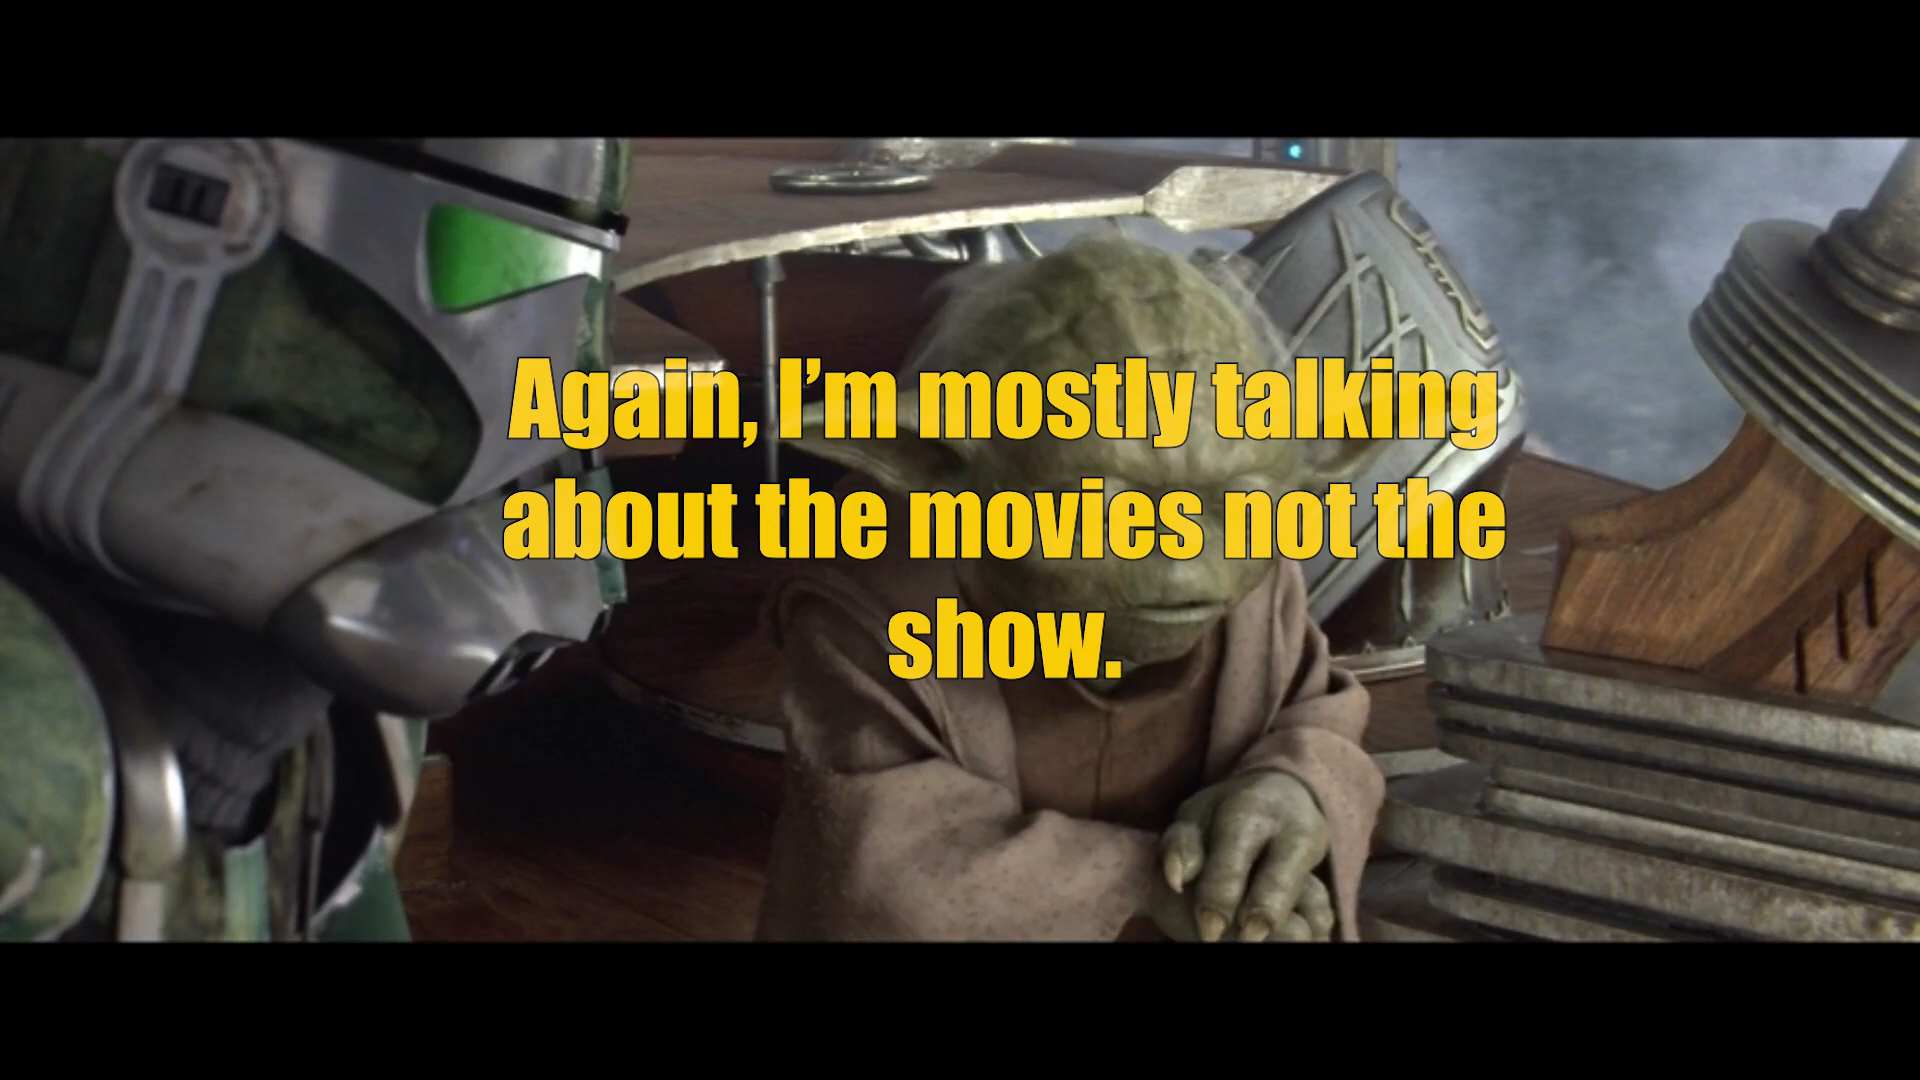 Again, I’m mostly talking
about the movies not the
show.